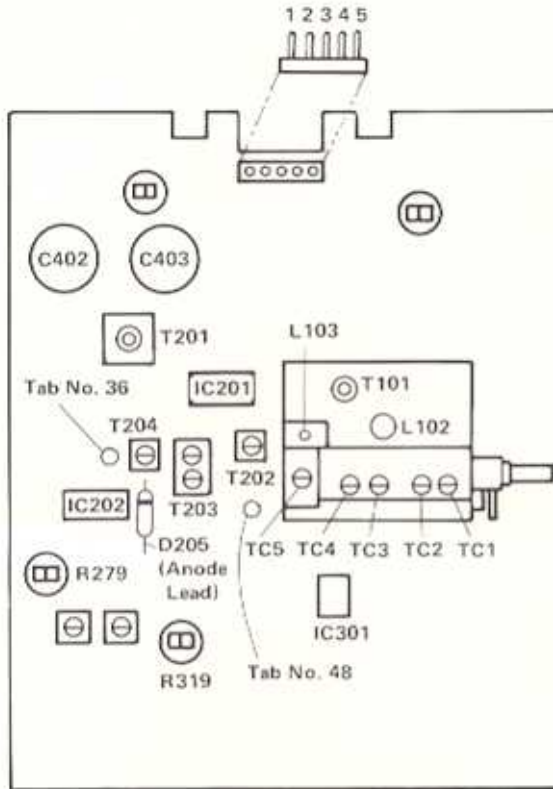 1 2 3 4 5
C402
C403
T201
L103
IC201
T101
Tab No. 36
L102
T204
T202
IC202
T203
TC5 TC4 TC3 TC2 TC1
D205
(Anode
Lead)
R279
IC301
R319
Tab No. 48